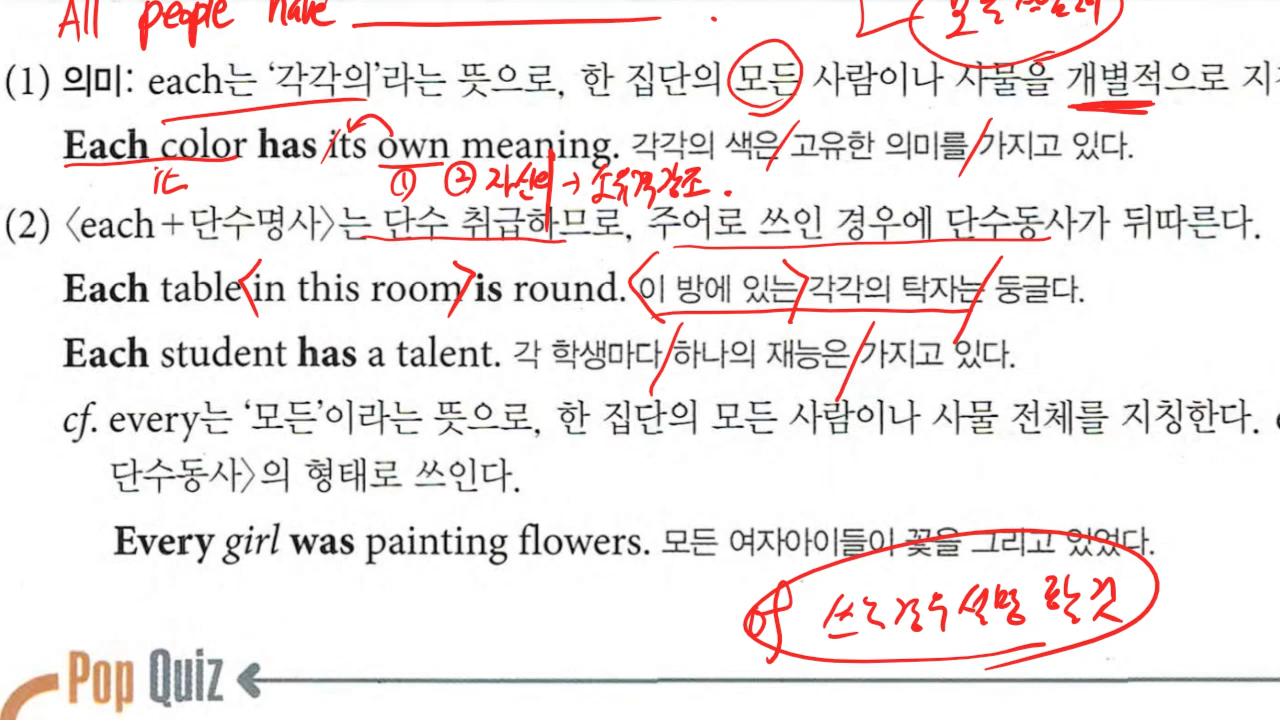 All people have ________ .
(1) 의미: each는 ‘각각의’라는 뜻으로, 한 집단의 모든 사람이나 사물을 개별적으로 지
Each color has its own meaning. 각각의 색은 고유한 의미를 가지고 있다.
it ① ② 자신의 → 소유격 강조.
(2) 〈each+단수명사〉는 단수 취급하므로, 주어로 쓰인 경우에 단수동사가 뒤따른다.
Each table in this room is round. 이 방에 있는 각각의 탁자는 둥글다.
Each student has a talent. 각 학생마다 하나의 재능은 가지고 있다.
cf. every는 ‘모든’이라는 뜻으로, 한 집단의 모든 사람이나 사물 전체를 지칭한다.
단수동사〉의 형태로 쓰인다.
Every girl was painting flowers. 모든 여자아이들이 꽃을 그리고 있었다.
of 쓰는 경우 설명 할 것
Pop Quiz